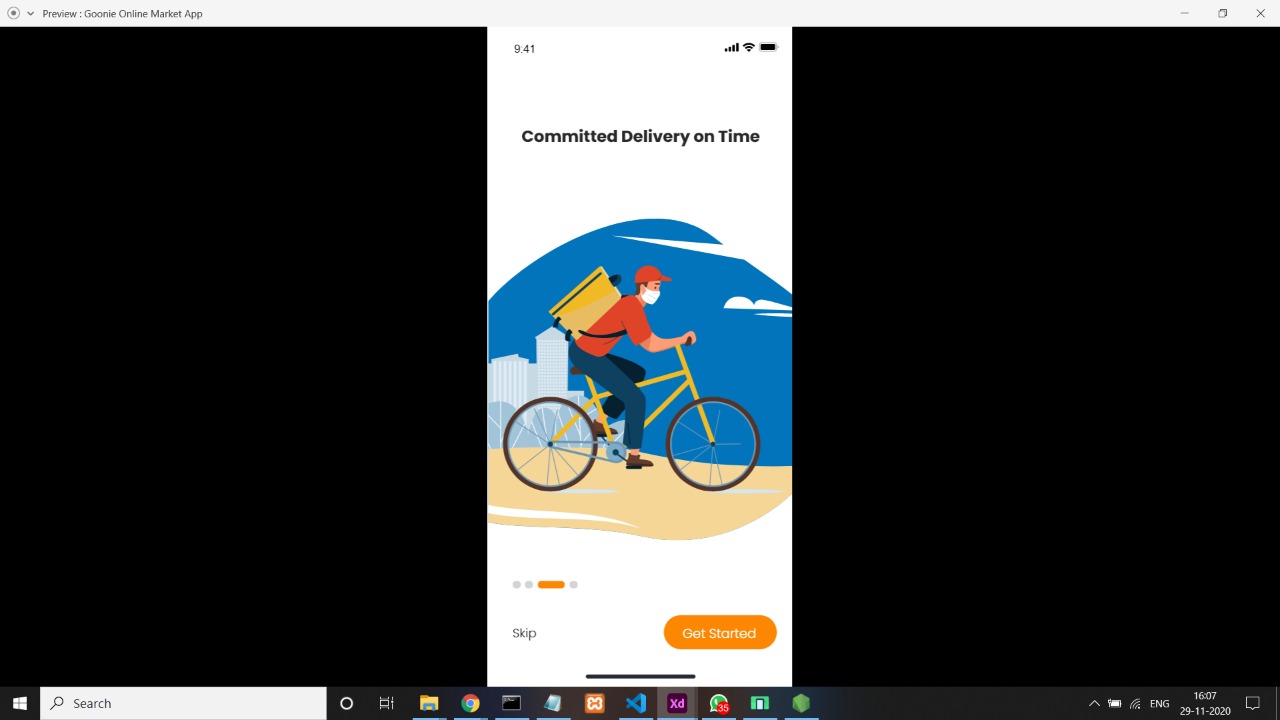 Preview : Goonie Online Market App
9:41
Committed Delivery on Time
Skip
Get Started
Search
Xd
35
ENG
16:07
29-11-2020